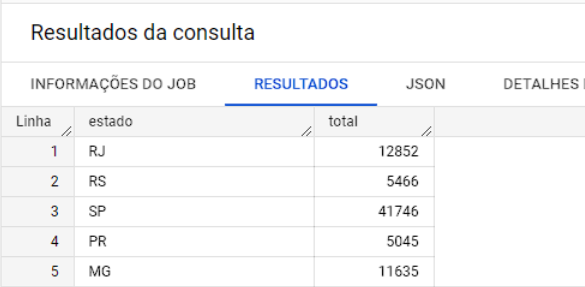 Resultados da consulta
INFORMAÇÕES DO JOB RESULTADOS JSON DETALHES
Linha estado total
1 RJ 12852
2 RS 5466
3 SP 41746
4 PR 5045
5 MG 11635